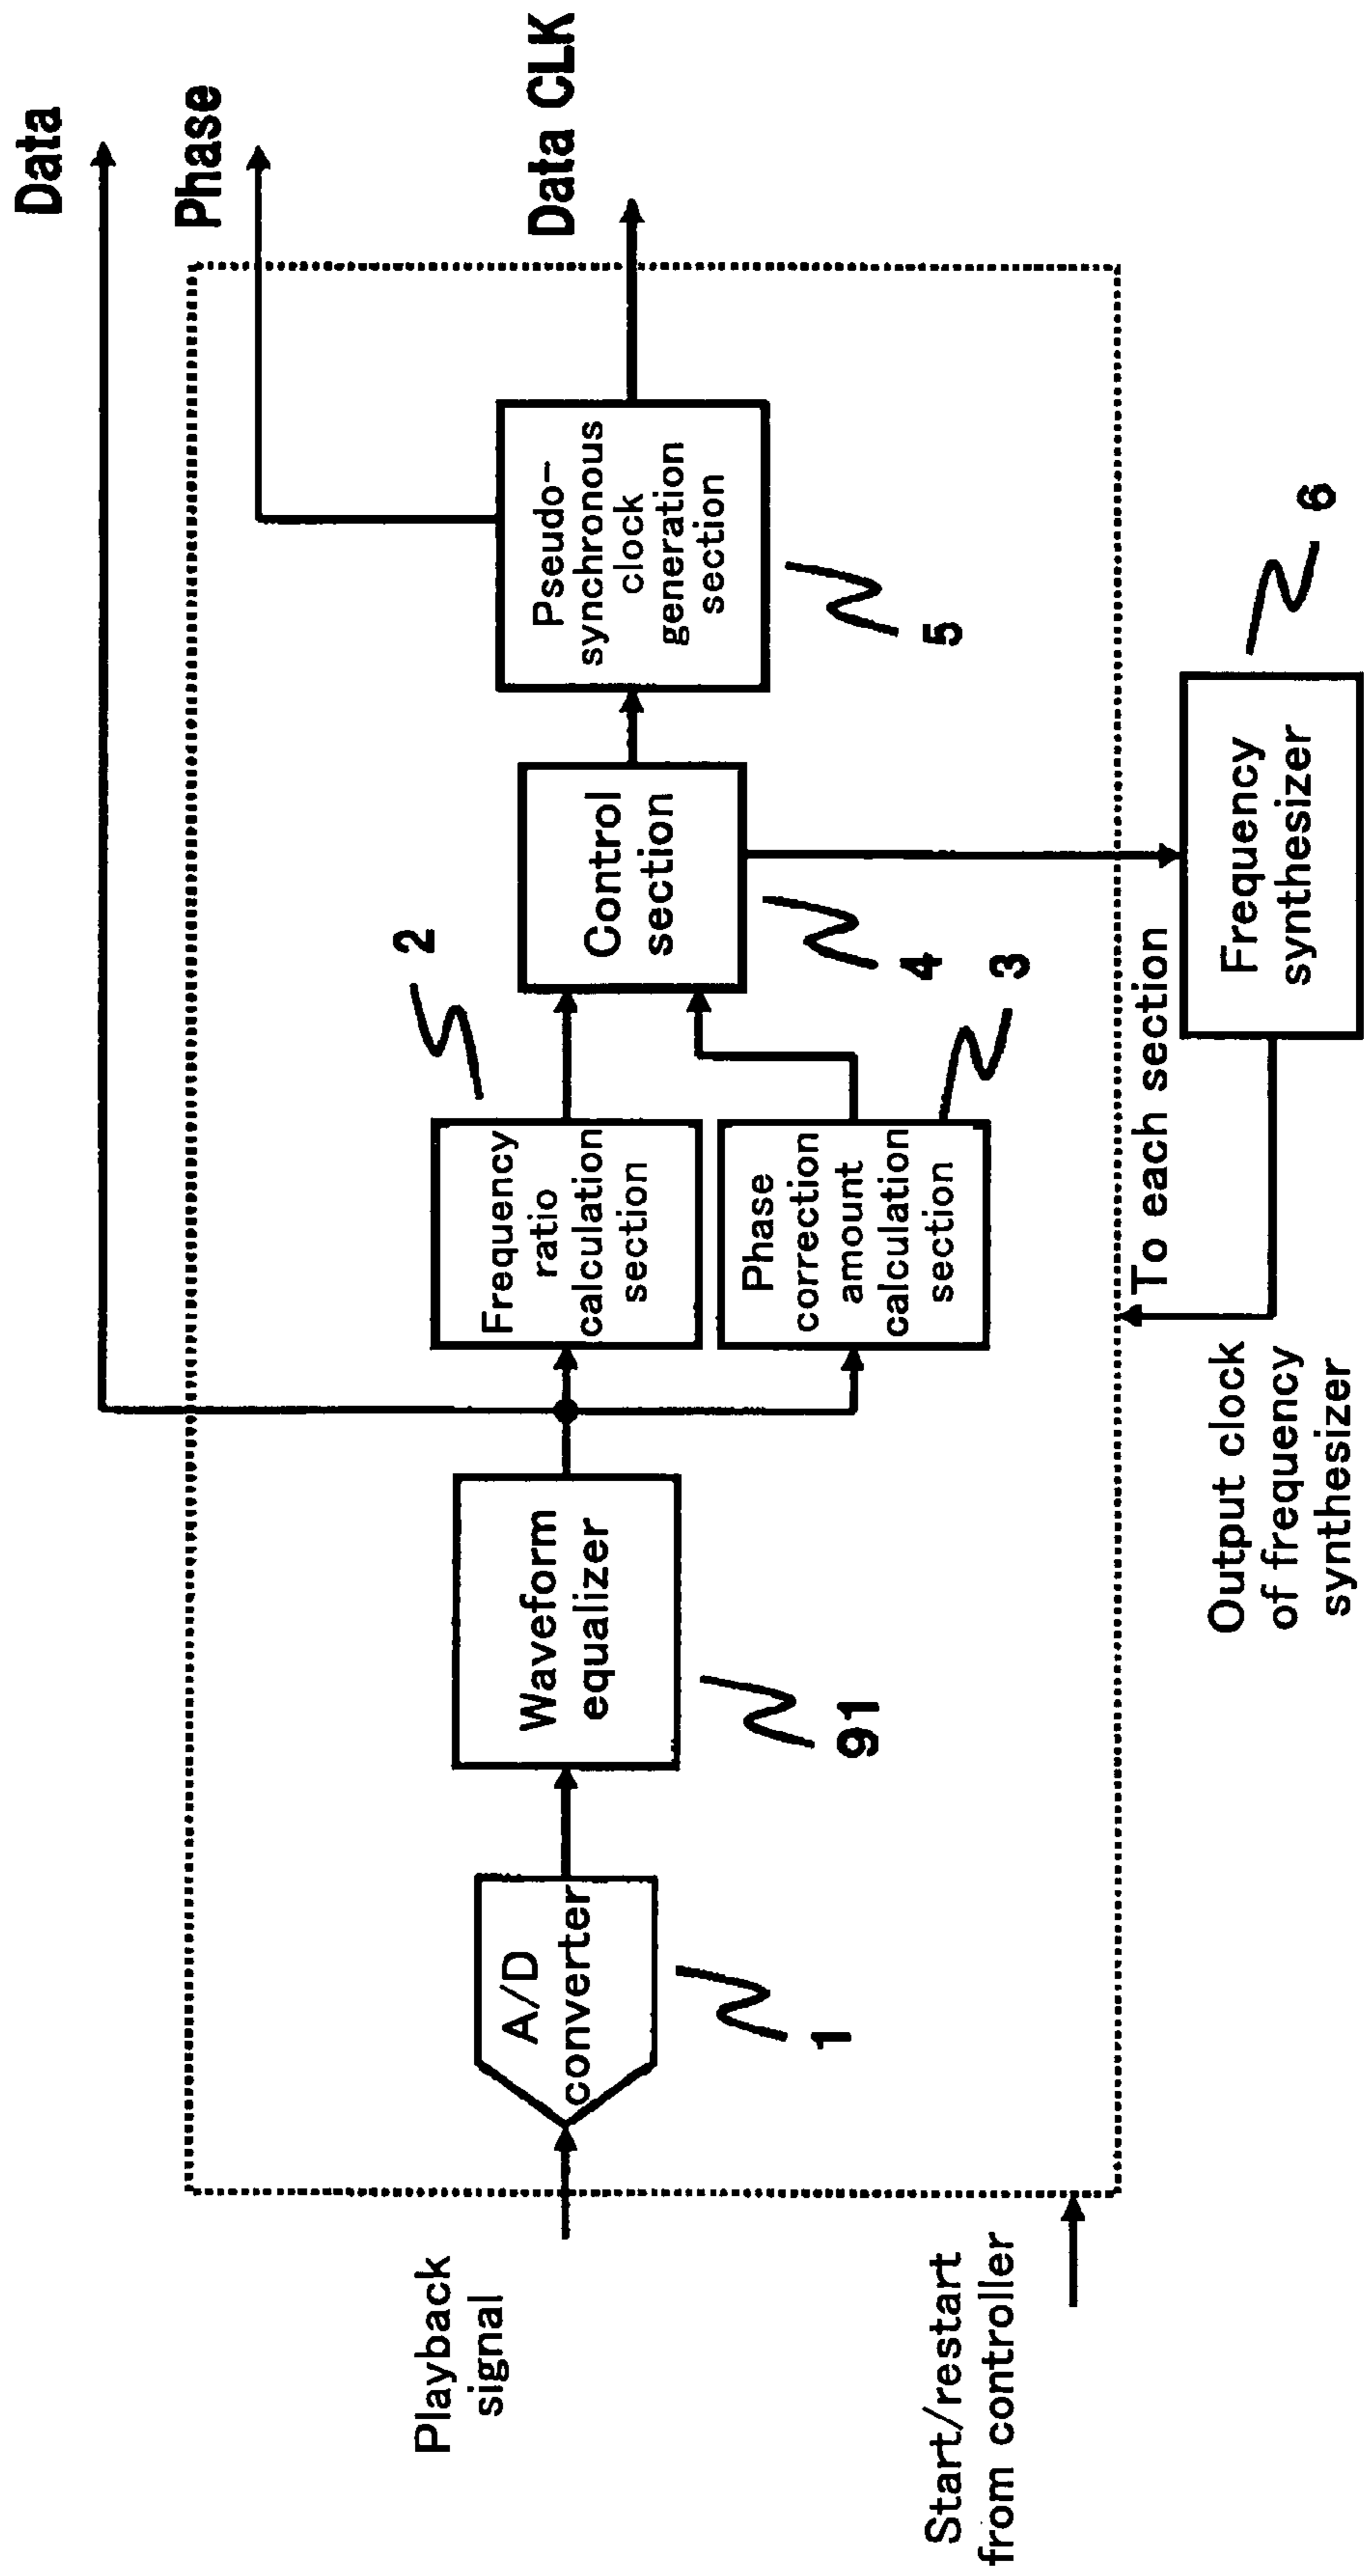 Data
Phase
Data CLK
Playback
signal
A/D
converter
1
Waveform
equalizer
91
Frequency
ratio
calculation
section
2
Phase
correction
amount
calculation
section
3
Control
section
4
Pseudo-
synchronous
clock
generation
section
5
Start/restart
from controller
To each section
Output clock
of frequency
synthesizer
Frequency
synthesizer
6